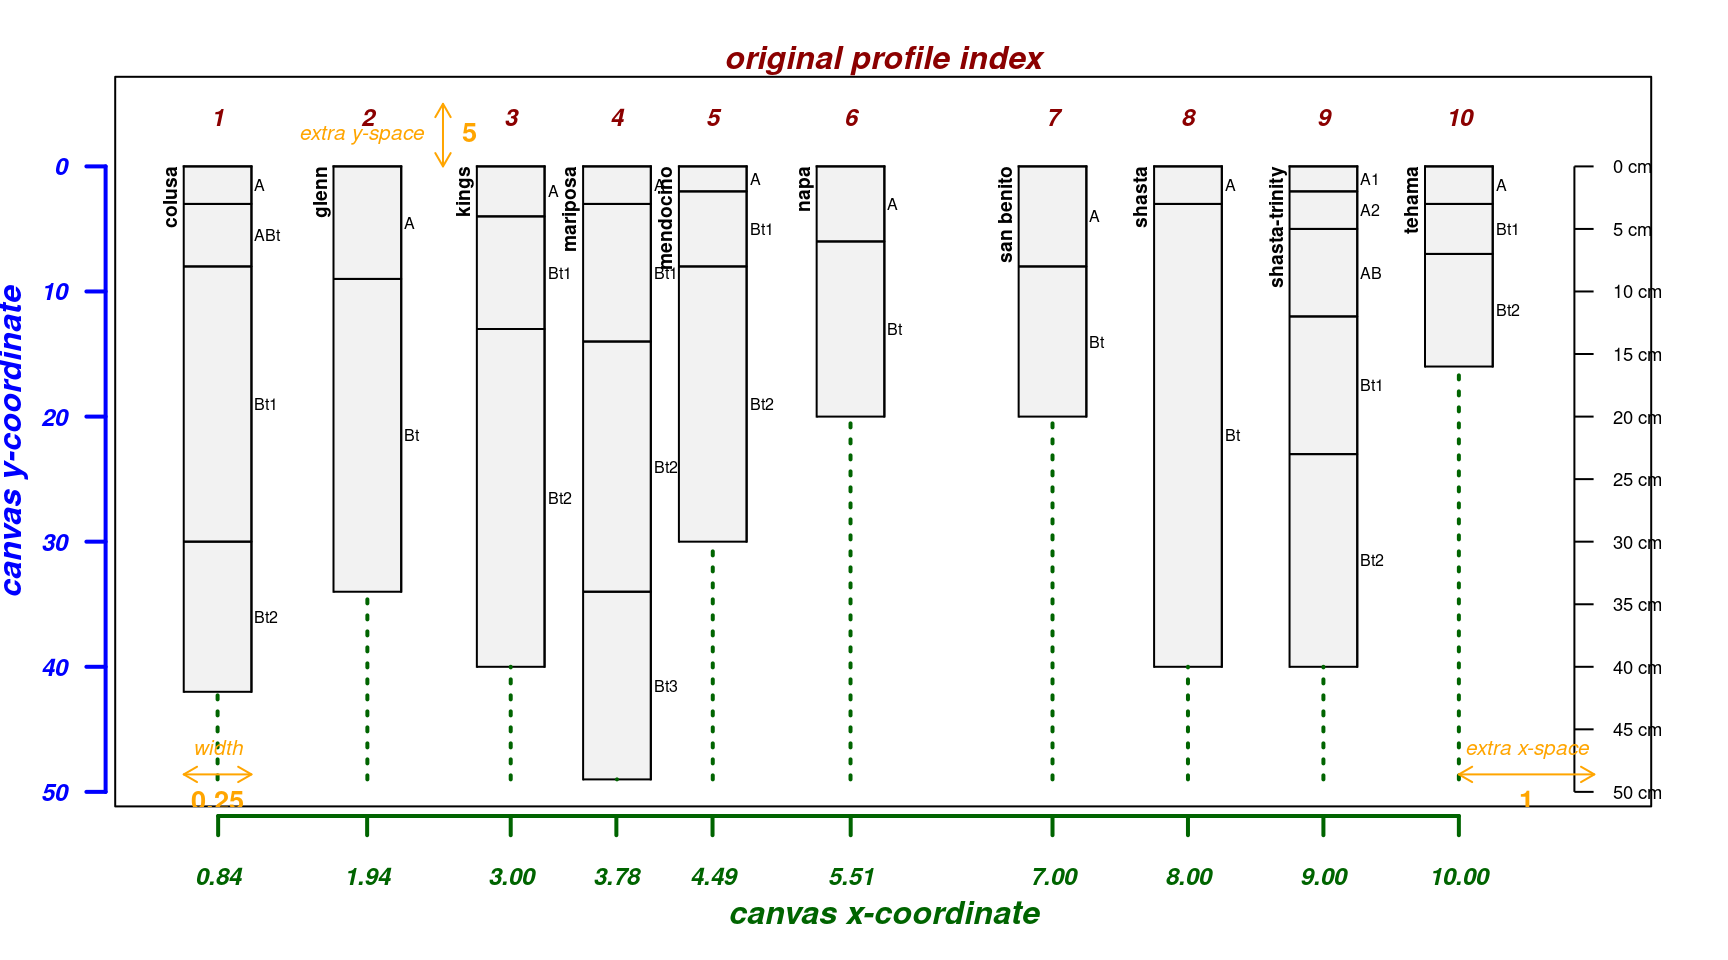 original profile index
1 2 3 4 5 6 7 8 9 10
extra y-space 5
canvas y-coordinate
0
10
20
30
40
50
colusa
A
ABt
Bt1
Bt2
glenn
A
Bt
kings
A
Bt1
Bt2
mariposa
A
Bt1
Bt2
Bt3
mendocino
A
Bt1
Bt2
napa
A
Bt
san benito
A
Bt
shasta
A
Bt
shasta-trinity
A1
A2
AB
Bt1
Bt2
tehama
A
Bt1
Bt2
0 cm
5 cm
10 cm
15 cm
20 cm
25 cm
30 cm
35 cm
40 cm
45 cm
50 cm
width
0.25
extra x-space
1
0.84 1.94 3.00 3.78 4.49 5.51 7.00 8.00 9.00 10.00
canvas x-coordinate